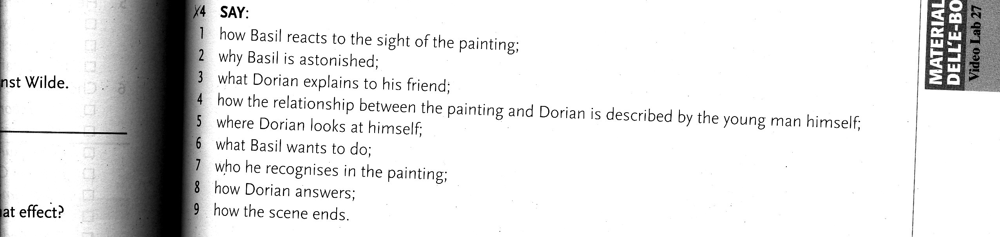 nst Wilde.
at effect?
4 SAY:
1 how Basil reacts to the sight of the painting;
2 why Basil is astonished;
3 what Dorian explains to his friend;
4 how the relationship between the painting and Dorian is described by the young man himself;
5 where Dorian looks at himself;
6 what Basil wants to do;
7 who he recognises in the painting;
8 how Dorian answers;
9 how the scene ends.
MATERIAL
DELL'E-BO
Video Lab 27